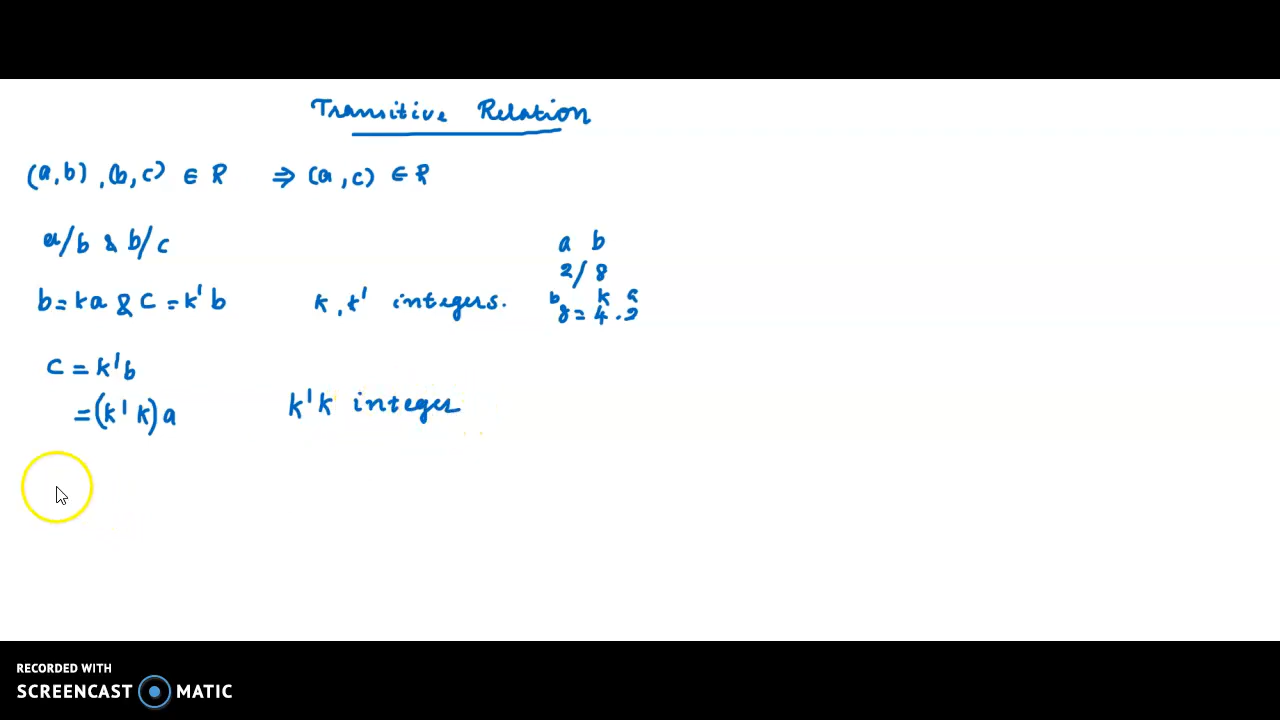 Transitive Relation
(a,b) , (b,c) ∈ R ⇒ (a,c) ∈ R
a/b & b/c
a b
2/8
b = ka & c = k'b k, k' integers.
b k a
8 = 4.2
c = k'b
= (k'k)a k'k integer
RECORDED WITH
SCREENCAST MATIC